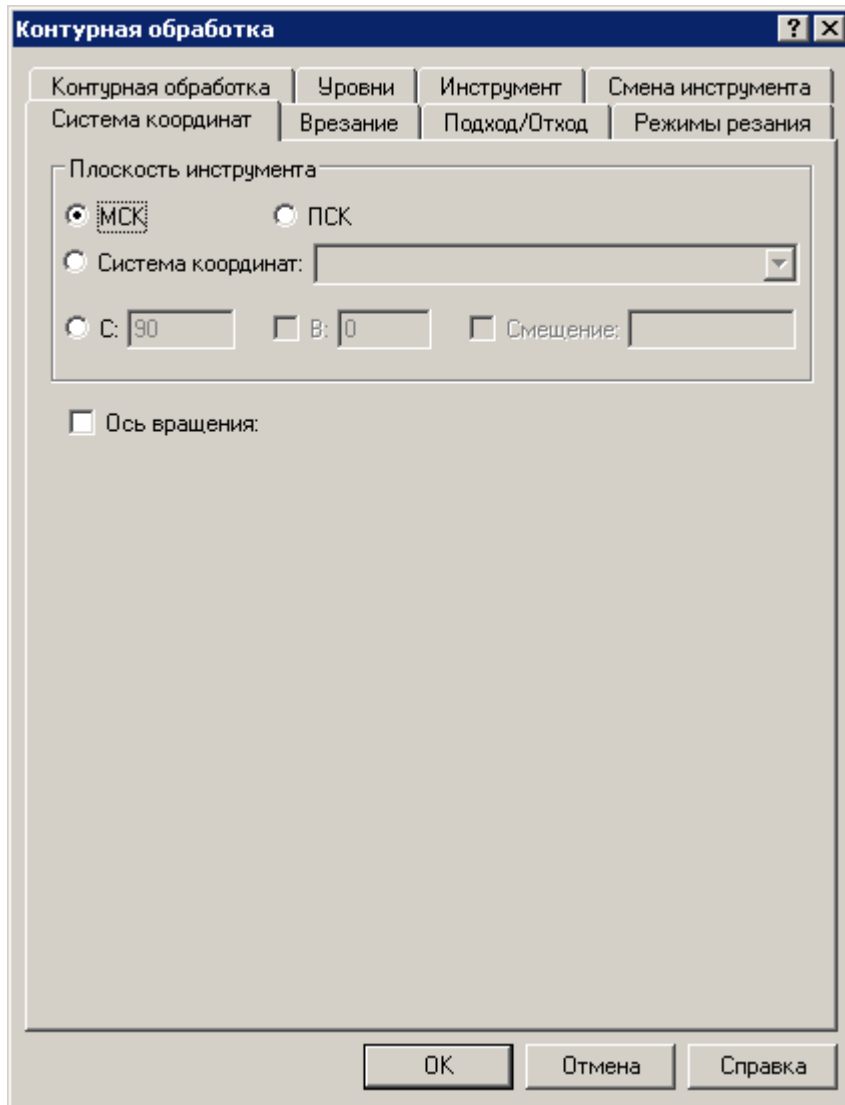 Контурная обработка
Контурная обработка Уровни Инструмент Смена инструмента
Система координат Врезание Подход/Отход Режимы резания
Плоскость инструмента
МСК ПСК
Система координат:
C: 90 B: 0 Смещение:
Ось вращения:
OK Отмена Справка